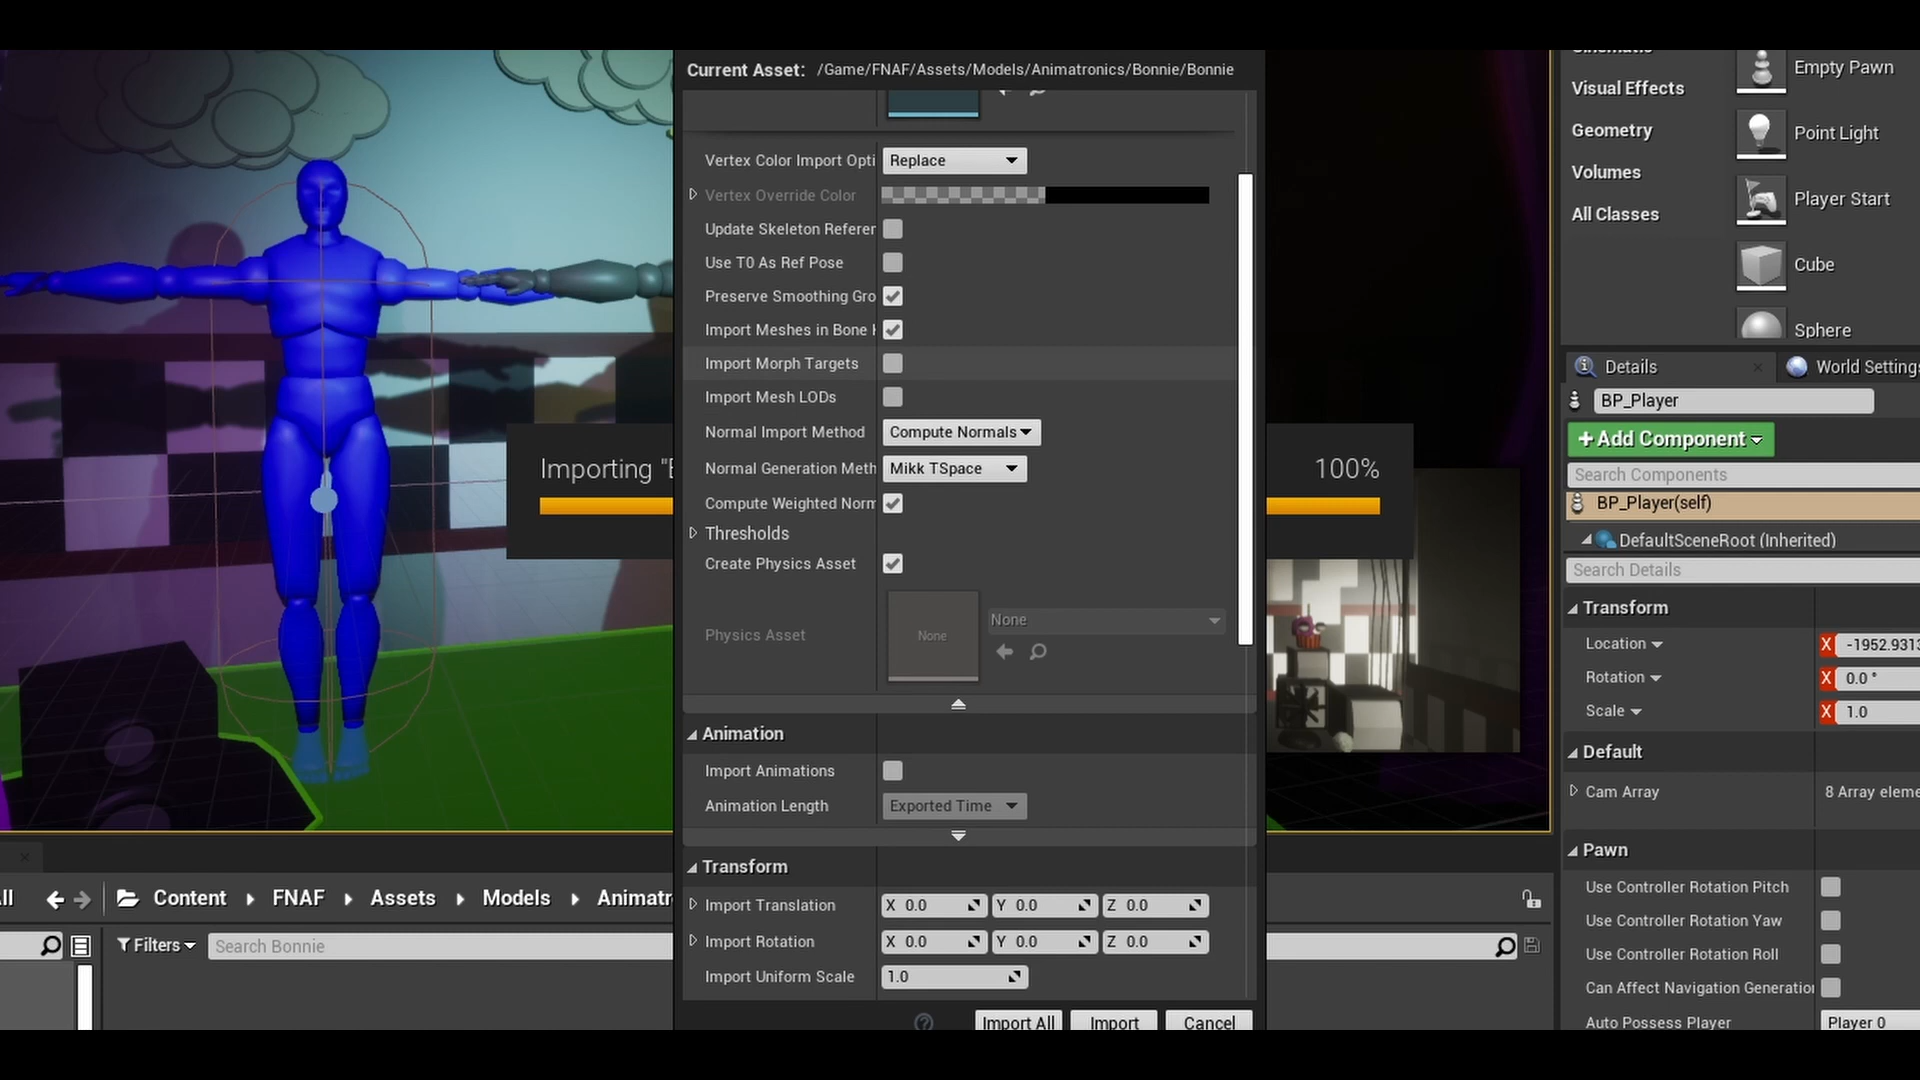 Current Asset: /Game/FNAF/Assets/Models/Animatronics/Bonnie/Bonnie
Vertex Color Import Opti
Replace
Vertex Override Color
Update Skeleton Referen
Use T0 As Ref Pose
Preserve Smoothing Gro
Import Meshes in Bone
Import Morph Targets
Import Mesh LODs
Normal Import Method
Compute Normals
Normal Generation Meth
Mikk TSpace
Compute Weighted Norm
Thresholds
Create Physics Asset
Physics Asset
None
None
Animation
Import Animations
Animation Length
Exported Time
Transform
Import Translation
X 0.0
Y 0.0
Z 0.0
Import Rotation
X 0.0
Y 0.0
Z 0.0
Import Uniform Scale
1.0
Import All
Import
Cancel
Importing "
100%
Content
FNAF
Assets
Models
Animatr
Filters
Search Bonnie
Visual Effects
Geometry
Volumes
All Classes
Empty Pawn
Point Light
Player Start
Cube
Sphere
Details
World Settings
BP_Player
+Add Component
Search Components
BP_Player(self)
DefaultSceneRoot (Inherited)
Search Details
Transform
Location
X -1952.9313
Rotation
X 0.0 °
Scale
X 1.0
Default
Cam Array
8 Array eleme
Pawn
Use Controller Rotation Pitch
Use Controller Rotation Yaw
Use Controller Rotation Roll
Can Affect Navigation Generation
Auto Possess Player
Player 0